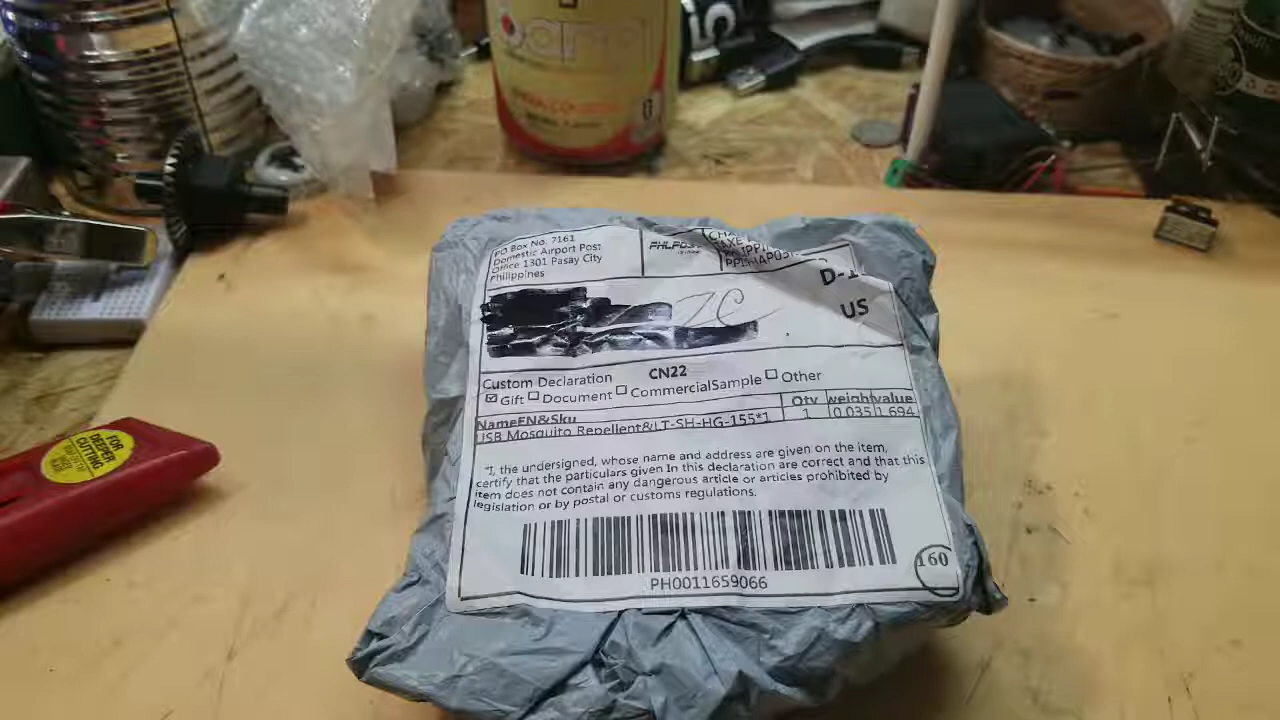 PO Box No. 7161
Domestic Airport Post
Office 1301 Pasay City
Philippines
PHLPOST
D-1
US
Custom Declaration CN22
Gift Document CommercialSample Other
NameEN&Sku Qty weight value
USB Mosquito Repellent&LT-SH-HG-155*1 1 0.035 1.694
"I, the undersigned, whose name and address are given on the item,
certify that the particulars given In this declaration are correct and that this
item does not contain any dangerous article or articles prohibited by
legislation or by postal or customs regulations.
PH0011659066
160
FOR
DEEPER
CUTTING